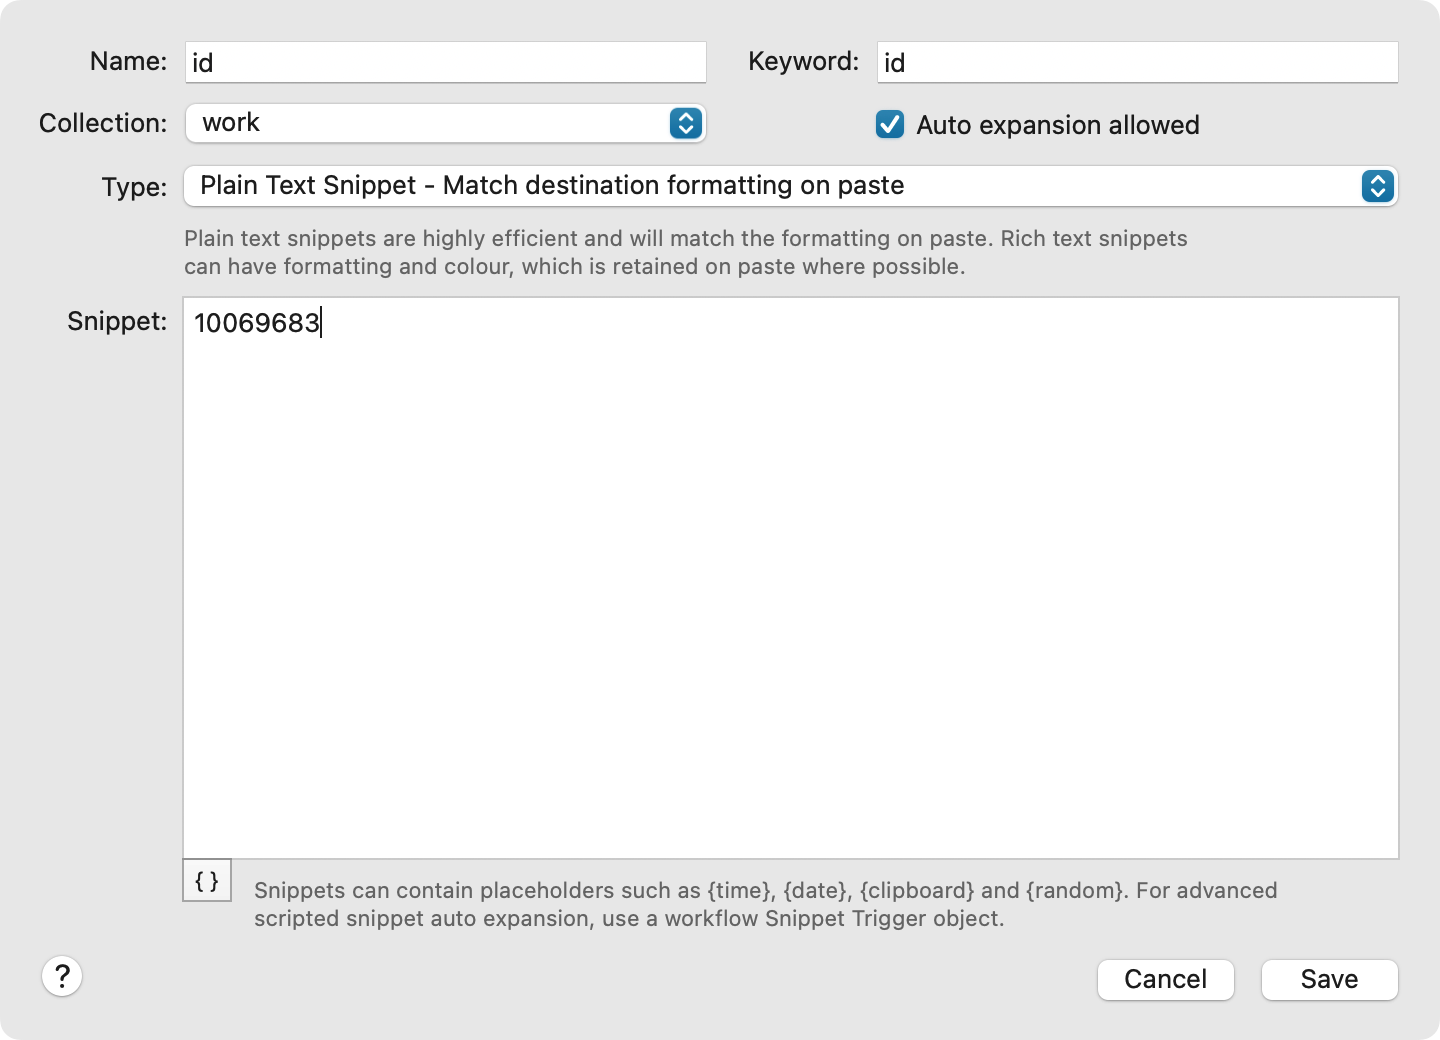 Name: id Keyword: id
Collection: work Auto expansion allowed
Type: Plain Text Snippet - Match destination formatting on paste
Plain text snippets are highly efficient and will match the formatting on paste. Rich text snippets
can have formatting and colour, which is retained on paste where possible.
Snippet: 10069683
{} Snippets can contain placeholders such as {time}, {date}, {clipboard} and {random}. For advanced
scripted snippet auto expansion, use a workflow Snippet Trigger object.
? Cancel Save